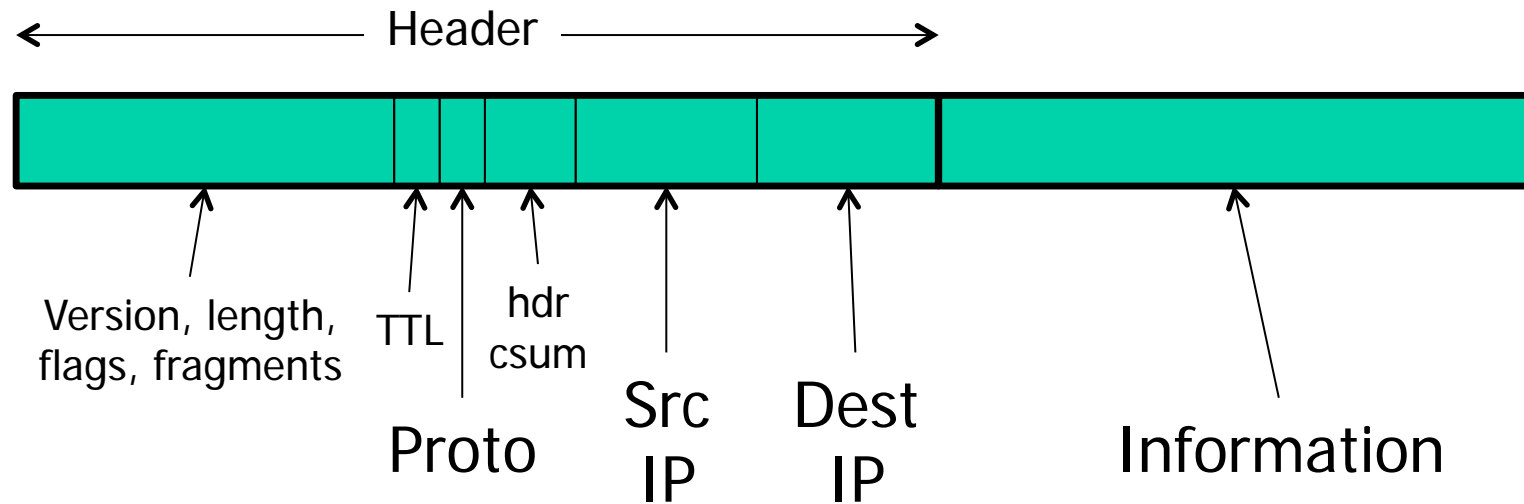 Header
Version, length,
flags, fragments
TTL
hdr
csum
Proto
Src
IP
Dest
IP
Information